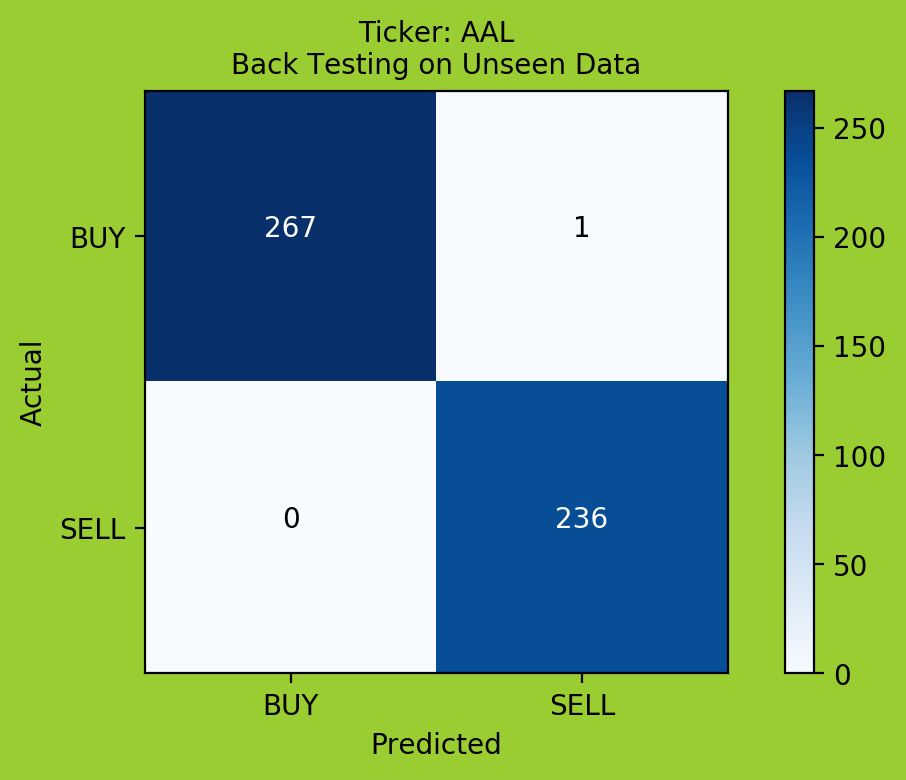 Ticker: AAL
Back Testing on Unseen Data
Actual
BUY
SELL
267
1
0
236
BUY
SELL
Predicted
250
200
150
100
50
0